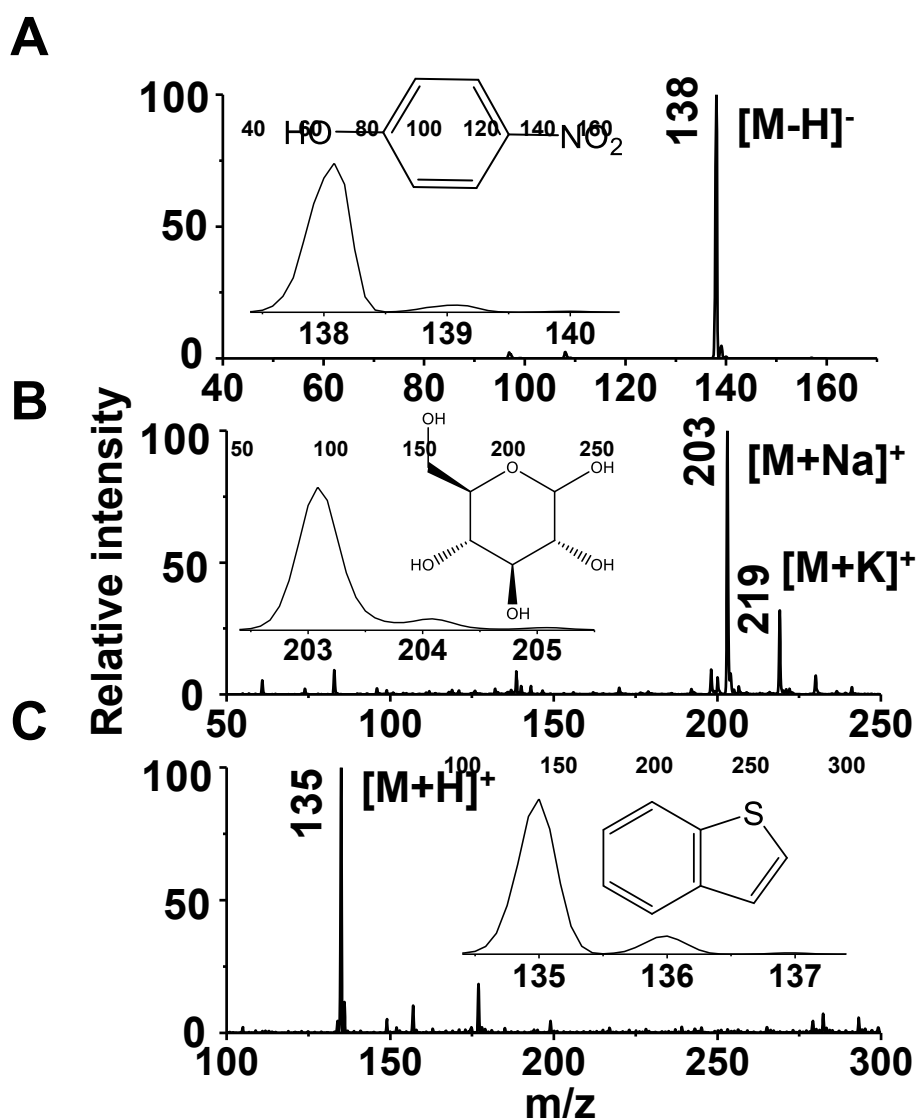 A
100
50
0
138
[M-H]-
40 60 80 100 120 140 160
HO
NO2
138 139 140
40 60 80 100 120 140 160
B
Relative intensity
100
50
0
203
[M+Na]+
219
[M+K]+
50 100 150 200 250
OH
O
OH
HO
OH
OH
203 204 205
50 100 150 200 250
C
100
50
0
135
[M+H]+
100 150 200 250 300
S
135 136 137
100 150 200 250 300
m/z